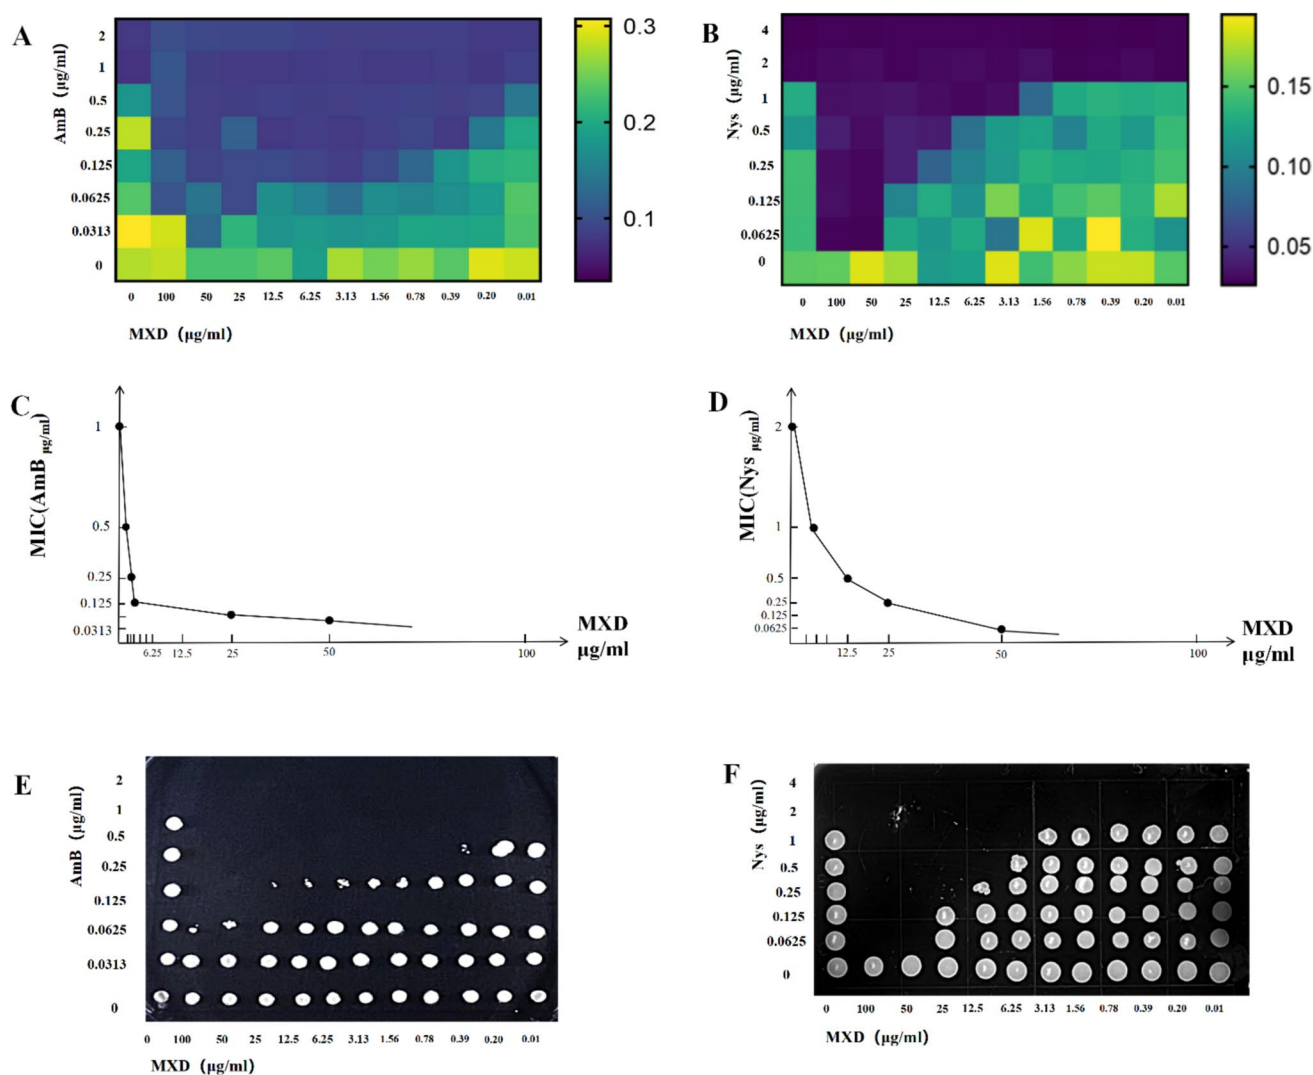 A
AmB (μg/ml)
2
1
0.5
0.25
0.125
0.0625
0.0313
0
0 100 50 25 12.5 6.25 3.13 1.56 0.78 0.39 0.20 0.01
MXD (μg/ml)
0.3
0.2
0.1
B
Nys (μg/ml)
4
2
1
0.5
0.25
0.125
0.0625
0
0 100 50 25 12.5 6.25 3.13 1.56 0.78 0.39 0.20 0.01
MXD (μg/ml)
0.15
0.10
0.05
C
MIC(AmB μg/ml)
1
0.5
0.25
0.125
0.0313
6.25 12.5 25 50 100
MXD
μg/ml
D
MIC(Nys μg/ml)
2
1
0.5
0.25
0.125
0.0625
12.5 25 50 100
MXD
μg/ml
E
AmB (μg/ml)
2
1
0.5
0.25
0.125
0.0625
0.0313
0
0 100 50 25 12.5 6.25 3.13 1.56 0.78 0.39 0.20 0.01
MXD (μg/ml)
F
Nys (μg/ml)
4
2
1
0.5
0.25
0.125
0.0625
0
0 100 50 25 12.5 6.25 3.13 1.56 0.78 0.39 0.20 0.01
MXD (μg/ml)